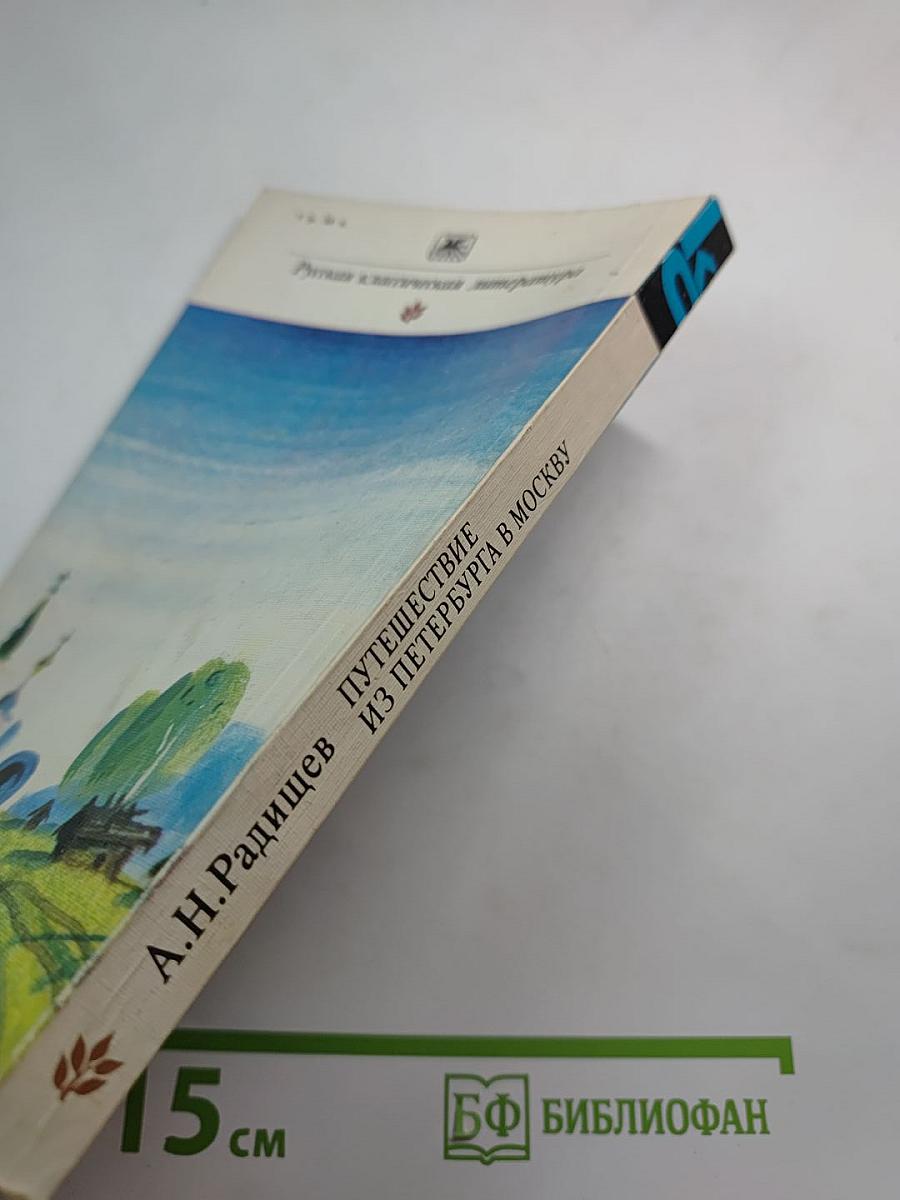 Русская классическая литература
А.Н.Радищев
ПУТЕШЕСТВИЕ
ИЗ ПЕТЕРБУРГА В МОСКВУ
15 см
БФ БИБЛИОФАН